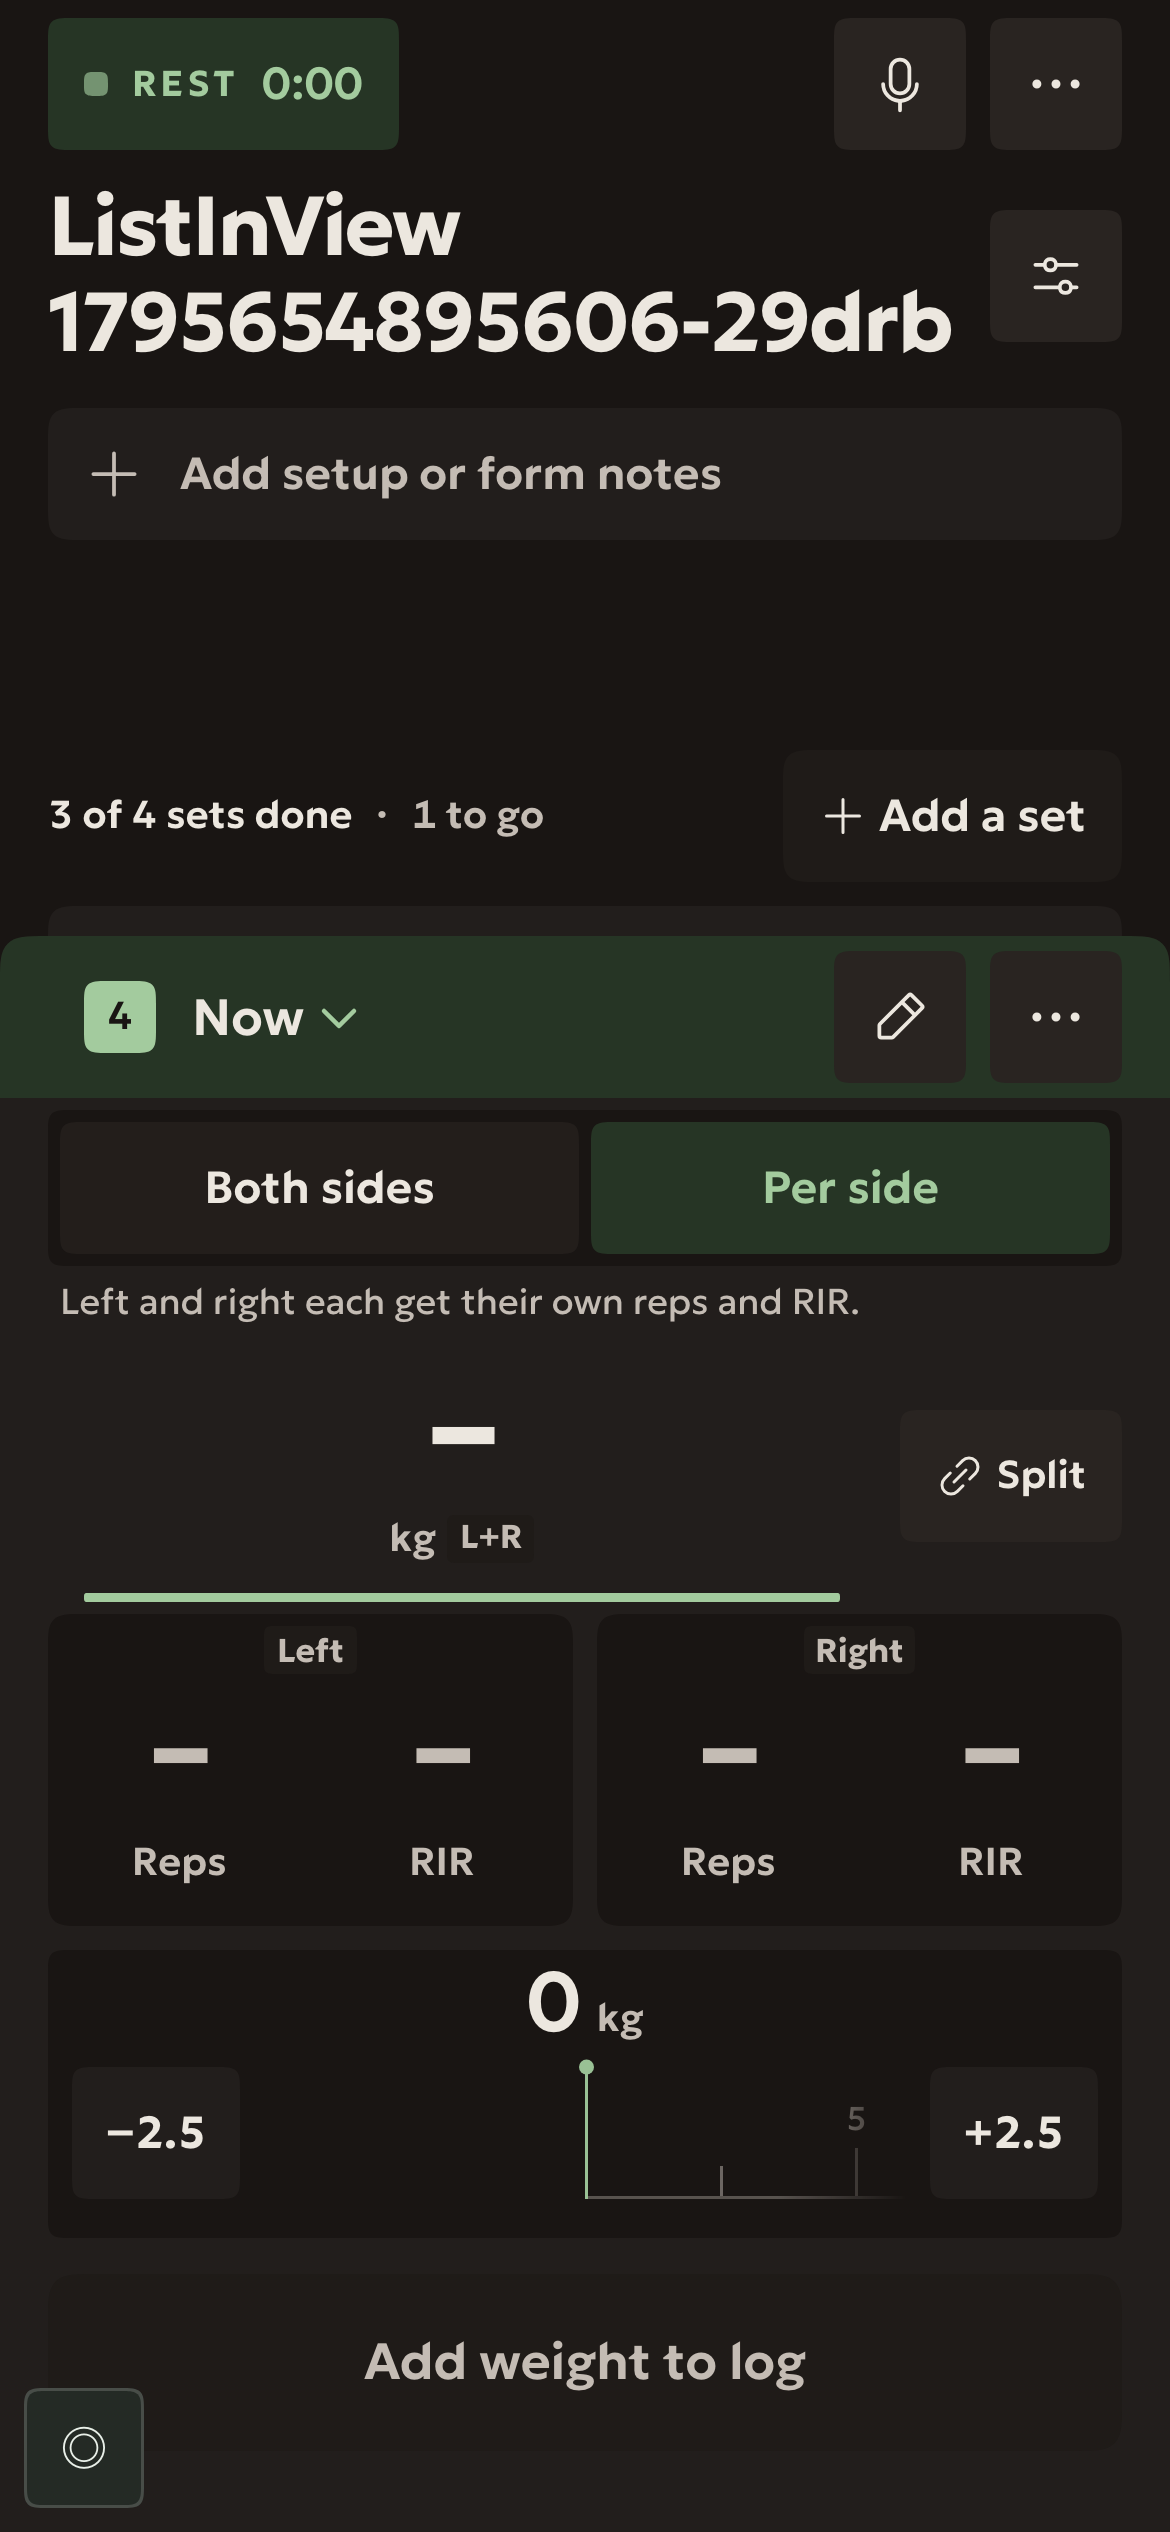 REST 0:00
ListInView
1795654895606-29drb
Add setup or form notes
3 of 4 sets done · 1 to go
+ Add a set
4 Now
Both sides
Per side
Left and right each get their own reps and RIR.
–
Split
kg L+R
Left
Right
– –
– –
Reps RIR
Reps RIR
0 kg
−2.5
5
+2.5
Add weight to log